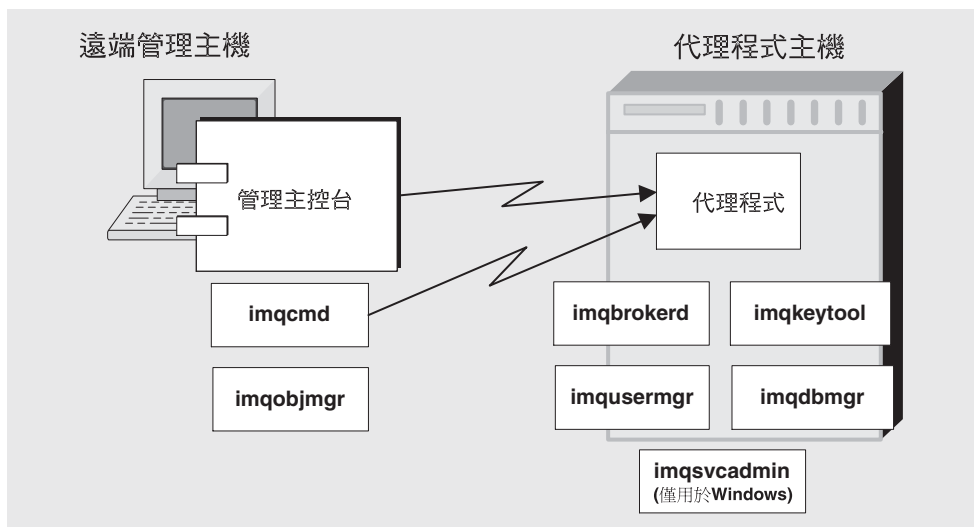 遠端管理主機
代理程式主機
管理主控台
代理程式
imqcmd
imqobjmgr
imqbrokerd
imqkeytool
imqusermgr
imqdbmgr
imqsvcadmin
(僅用於Windows)